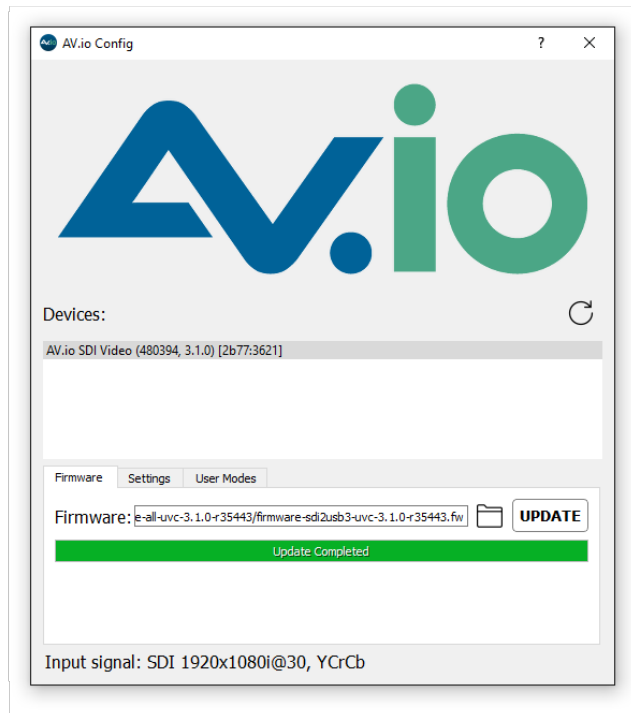 AV.io Config
AV.io
Devices:
AV.io SDI Video (480394, 3.1.0) [2b77:3621]
Firmware Settings User Modes
Firmware: e-all-uvc-3.1.0-r35443/firmware-sdi2usb3-uvc-3.1.0-r35443.fw UPDATE
Update Completed
Input signal: SDI 1920x1080i@30, YCrCb